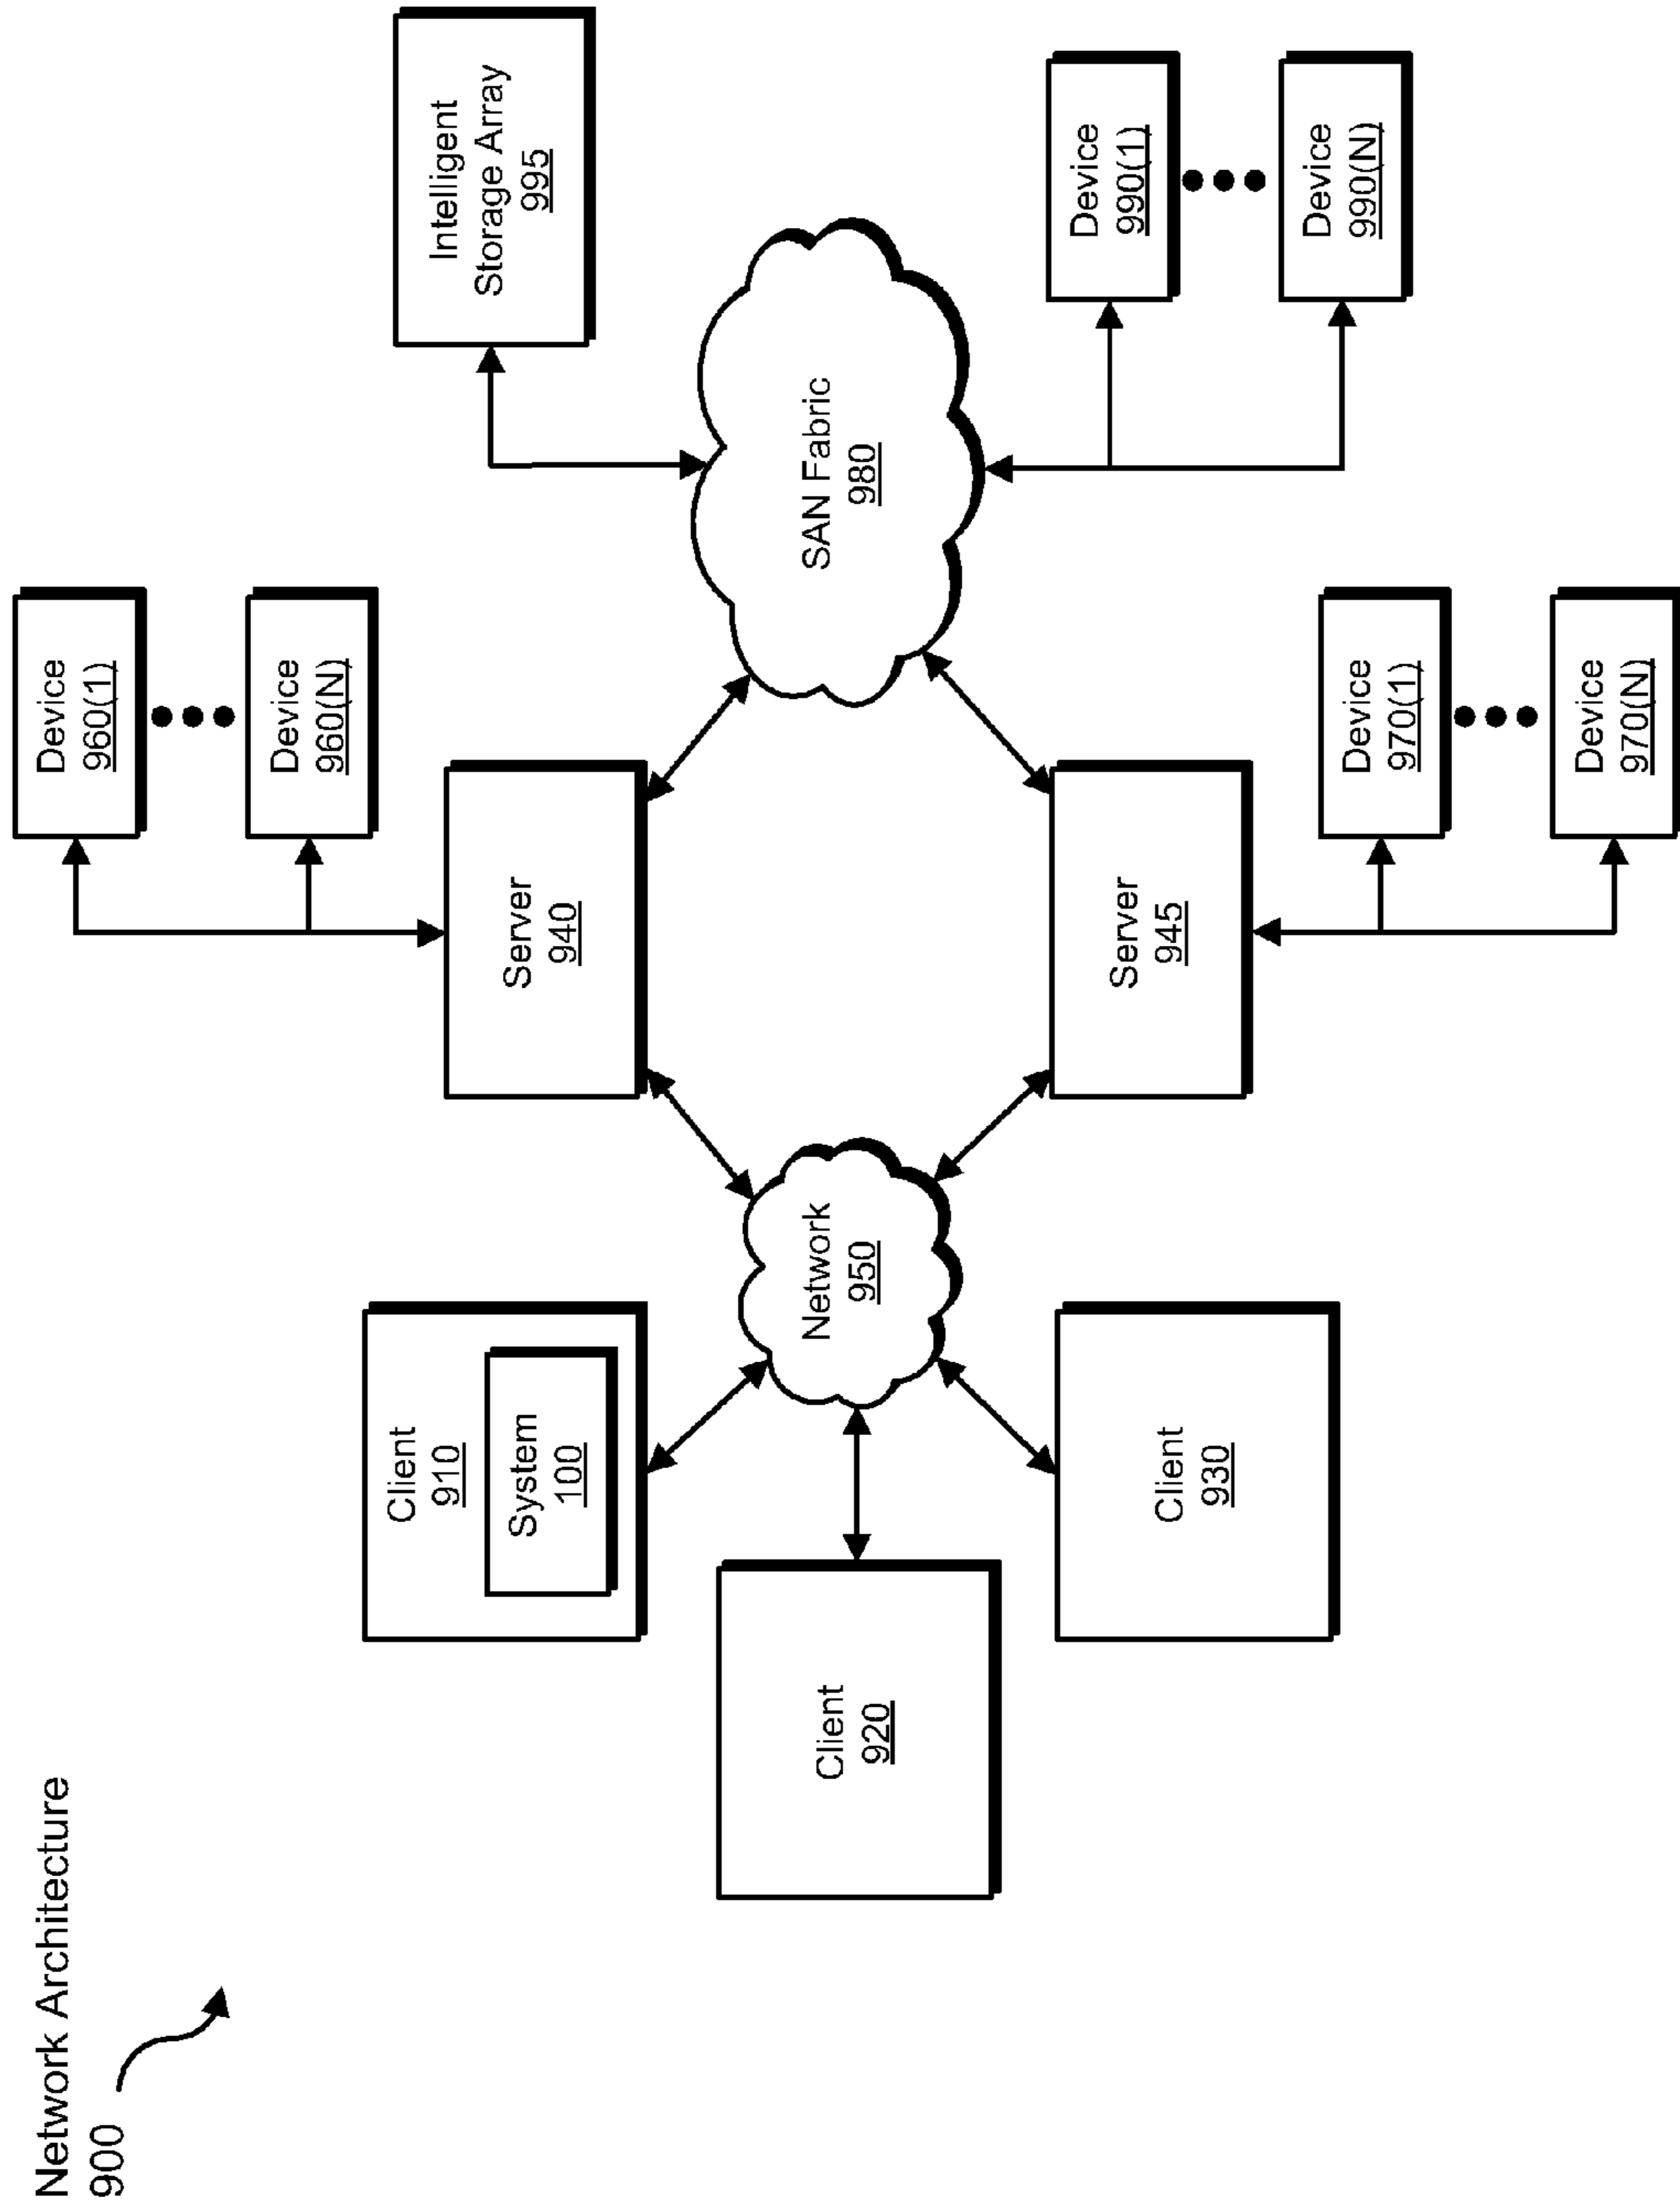 Network Architecture
900
Device
960(1)
Device
960(N)
Intelligent
Storage Array
995
Client
910
System
100
Server
940
Client
920
Network
950
SAN Fabric
980
Client
930
Server
945
Device
990(1)
Device
990(N)
Device
970(1)
Device
970(N)